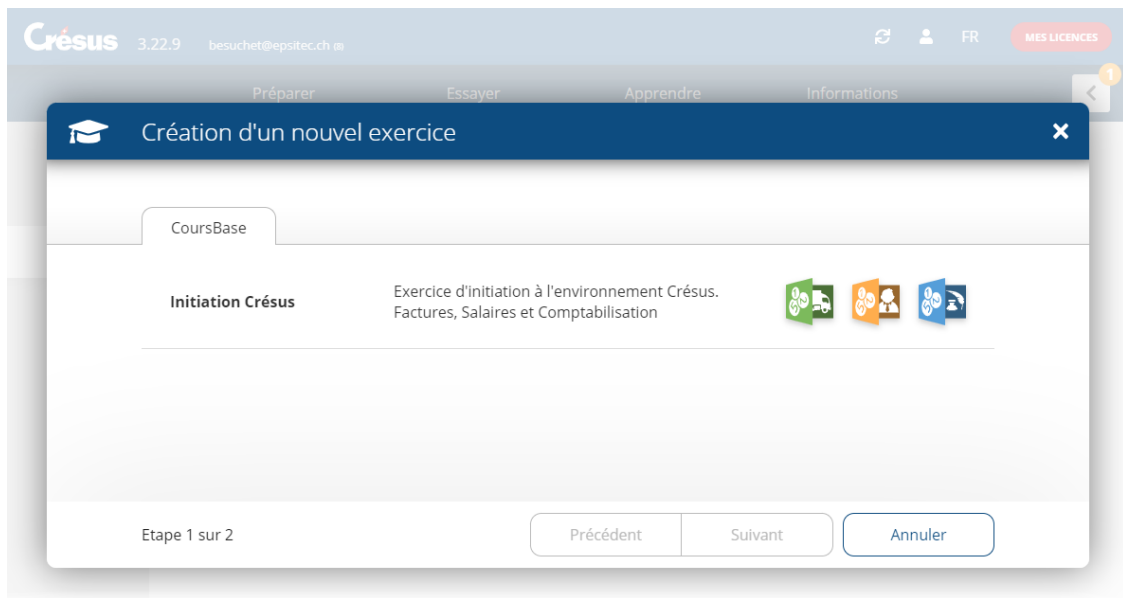 Crésus 3.22.9 besuchet@epsitec.ch FR MES LICENCES
Préparer Essayer Apprendre Informations 1
Création d'un nouvel exercice
CoursBase
Initiation Crésus
Exercice d'initiation à l'environnement Crésus.
Factures, Salaires et Comptabilisation
Etape 1 sur 2
Précédent Suivant Annuler